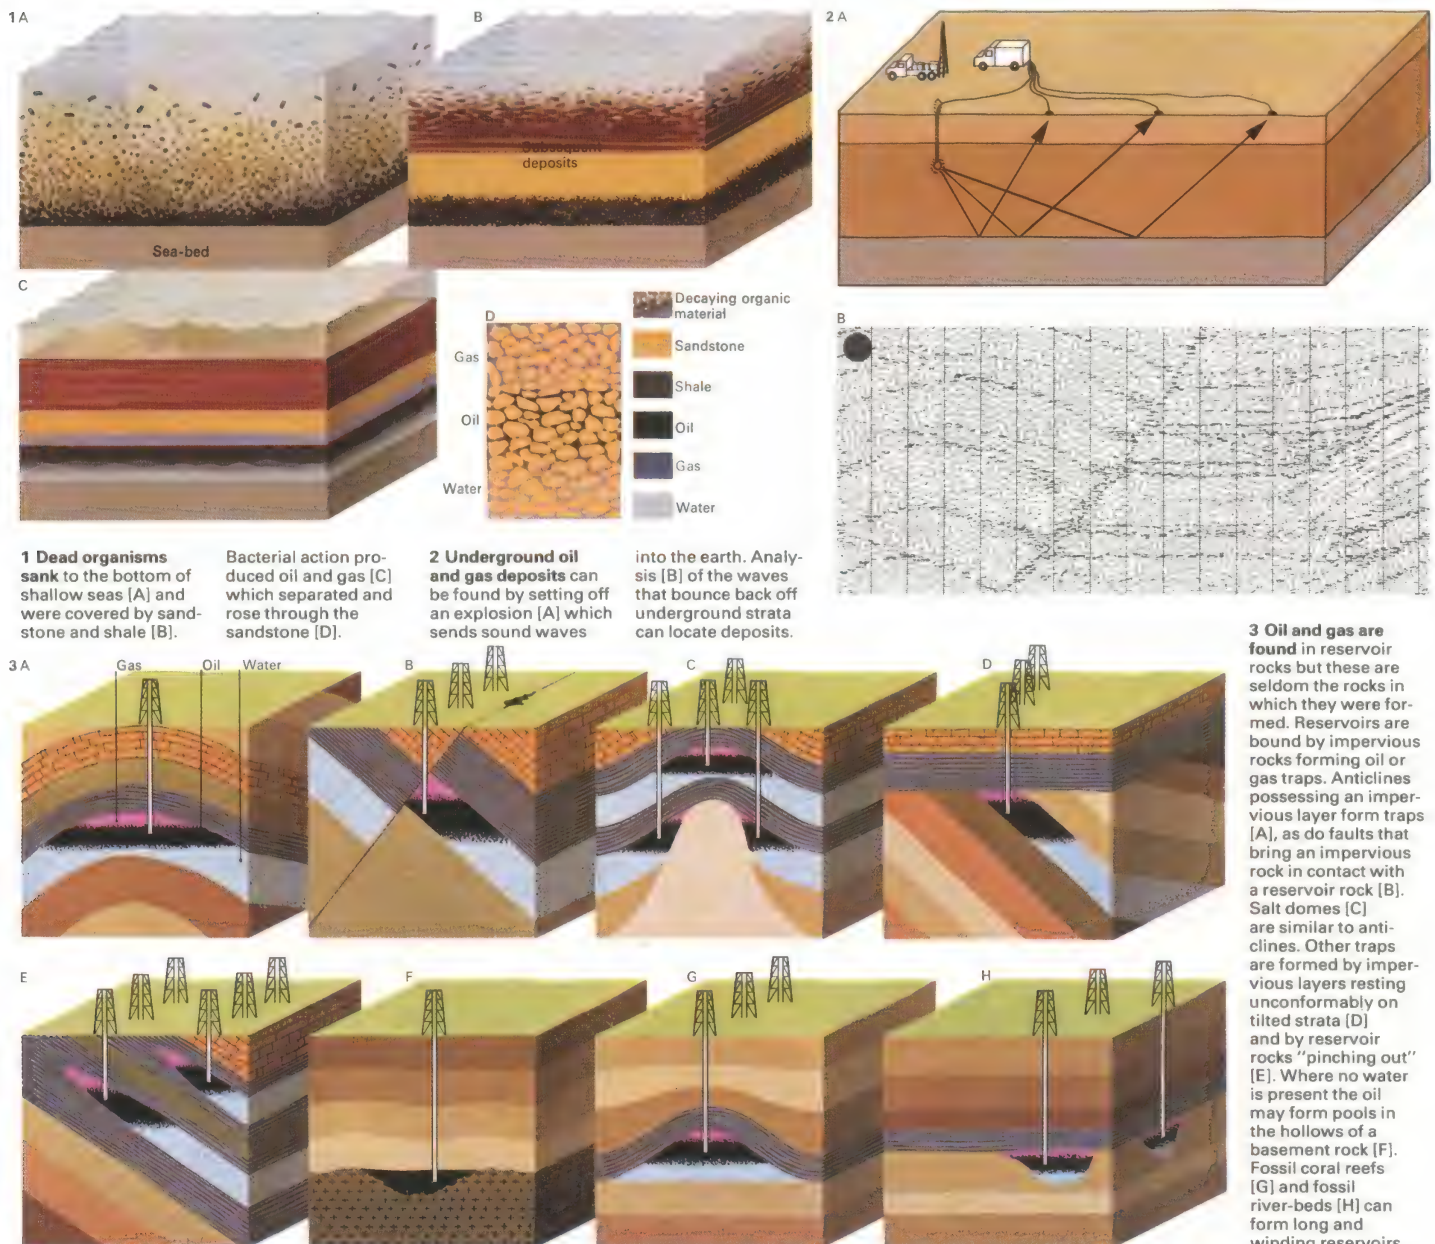 1 A
B
Subsequent
deposits
Sea-bed
2 A
C
D
Gas
Oil
Water
Decaying organic
material
Sandstone
Shale
Oil
Gas
Water
B
1 Dead organisms
sank to the bottom of
shallow seas [A] and
were covered by sand-
stone and shale [B].
Bacterial action pro-
duced oil and gas [C]
which separated and
rose through the
sandstone [D].
2 Underground oil
and gas deposits can
be found by setting off
an explosion [A] which
sends sound waves
into the earth. Analy-
sis [B] of the waves
that bounce back off
underground strata
can locate deposits.
3 A
Gas
Oil
Water
B
C
D
E
F
G
H
3 Oil and gas are
found in reservoir
rocks but these are
seldom the rocks in
which they were for-
med. Reservoirs are
bound by impervious
rocks forming oil or
gas traps. Anticlines
possessing an imper-
vious layer form traps
[A], as do faults that
bring an impervious
rock in contact with
a reservoir rock [B].
Salt domes [C]
are similar to anti-
clines. Other traps
are formed by imper-
vious layers resting
unconformably on
tilted strata [D]
and by reservoir
rocks "pinching out"
[E]. Where no water
is present the oil
may form pools in
the hollows of a
basement rock [F].
Fossil coral reefs
[G] and fossil
river-beds [H] can
form long and
winding reservoirs